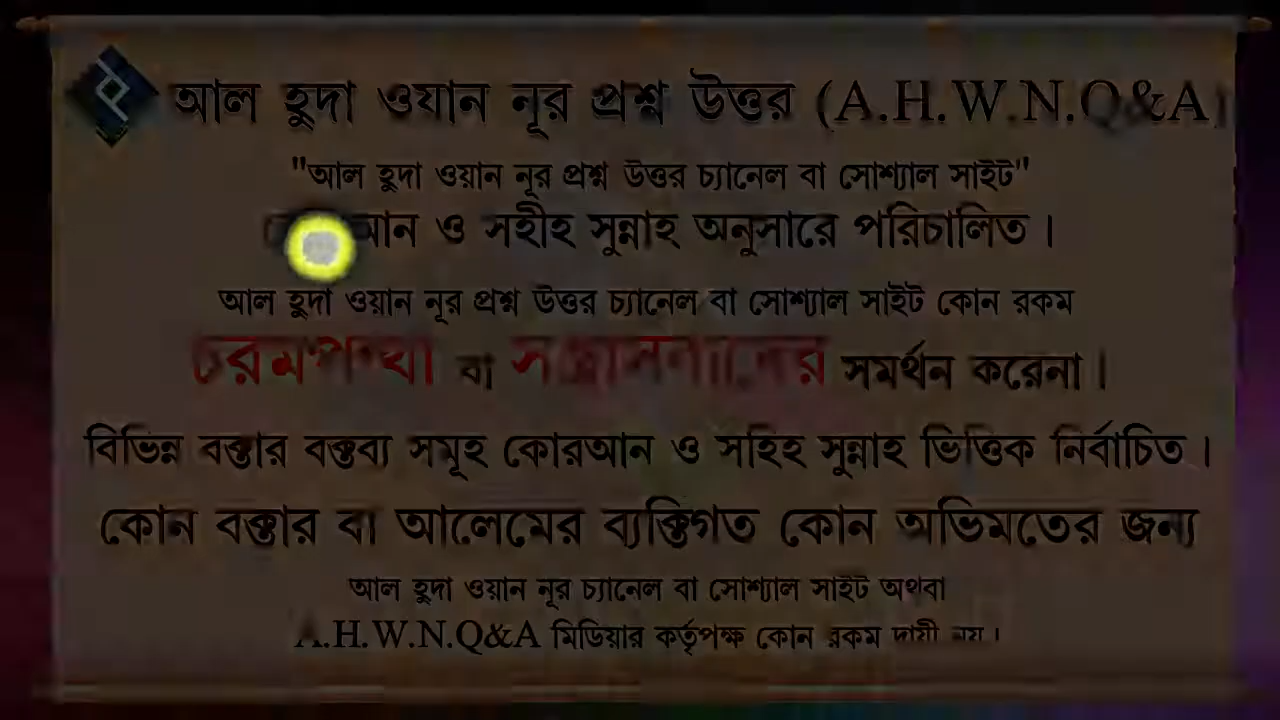 আল হুদা ওয়ান নূর প্রশ্ন উত্তর (A.H.W.N.Q&A)
"আল হুদা ওয়ান নূর প্রশ্ন উত্তর চ্যানেল বা সোশ্যাল সাইট"
ও সহীহ সুন্নাহ অনুসারে পরিচালিত।
আল হুদা ওয়ান নূর প্রশ্ন উত্তর চ্যানেল বা সোশ্যাল সাইট কোন রকম
চরমপন্থা বা সন্ত্রাসবাদের সমর্থন করেনা।
বিভিন্ন বক্তার বক্তব্য সমূহ কোরআন ও সহিহ সুন্নাহ ভিত্তিক নির্বাচিত।
কোন বক্তার বা আলেমের ব্যক্তিগত কোন অভিমতের জন্য
আল হুদা ওয়ান নূর চ্যানেল বা সোশ্যাল সাইট অথবা
A.H.W.N.Q&A মিডিয়ার কর্তৃপক্ষ কোন রকম দায়ী নয়।